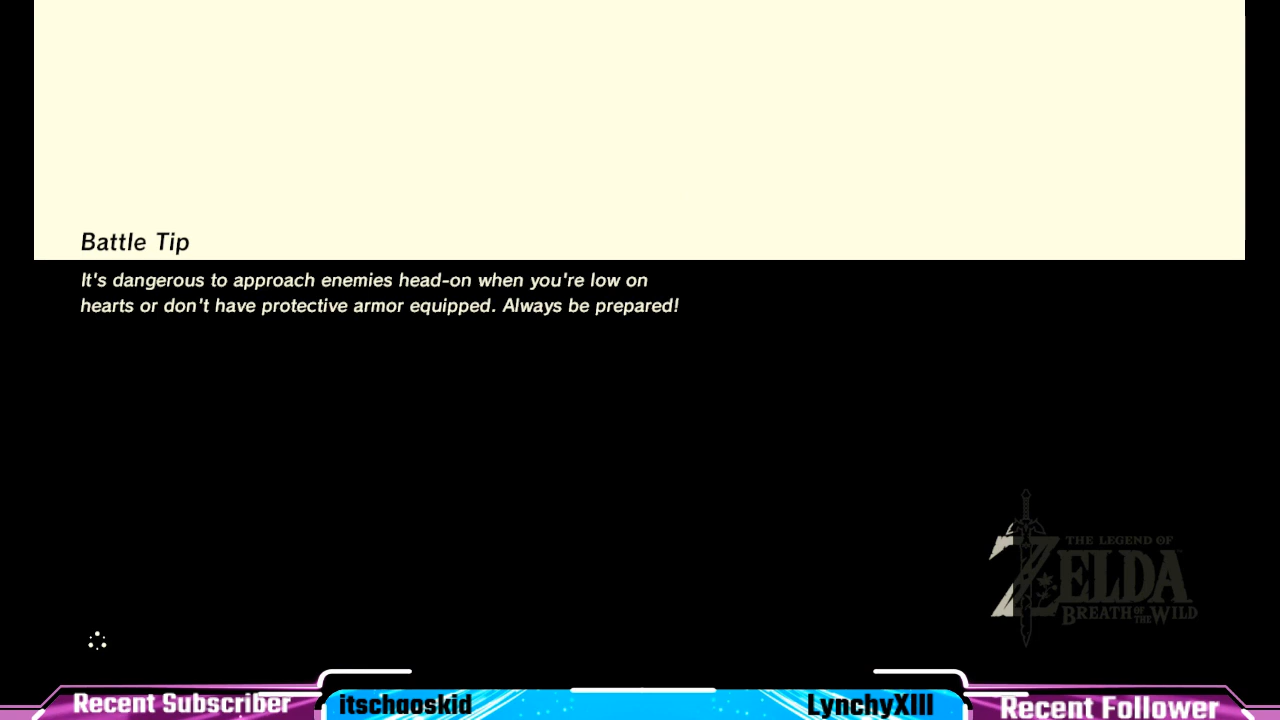 Battle Tip
It's dangerous to approach enemies head-on when you're low on
hearts or don't have protective armor equipped. Always be prepared!
THE LEGEND OF
ZELDA
BREATH OF THE WILD
Recent Subscriber
itschaoskid
LynchyXIII
Recent Follower